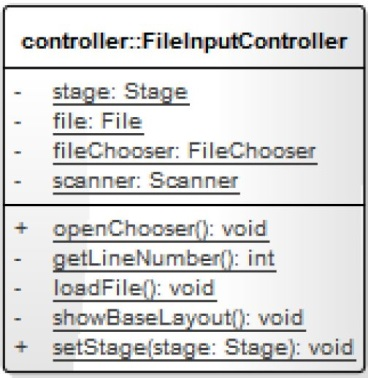 controller::FileInputController
- stage: Stage
- file: File
- fileChooser: FileChooser
- scanner: Scanner
+ openChooser(): void
- getLineNumber(): int
- loadFile(): void
- showBaseLayout(): void
+ setStage(stage: Stage): void